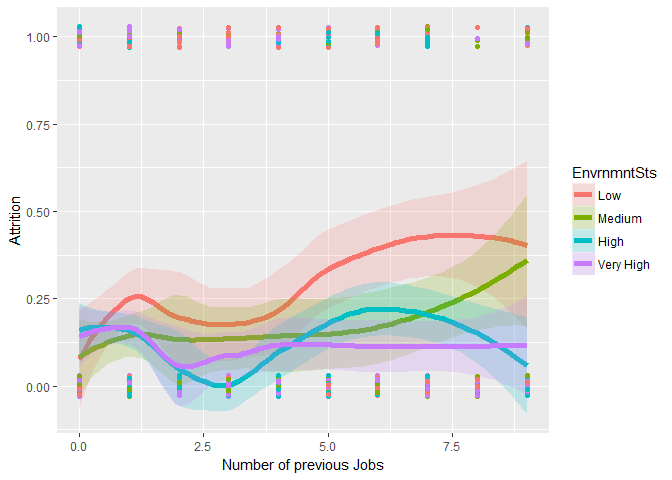 1.00
0.75
0.50
0.25
0.00
Attrition
0.0
2.5
5.0
7.5
Number of previous Jobs
EnvrnmntSts
Low
Medium
High
Very High